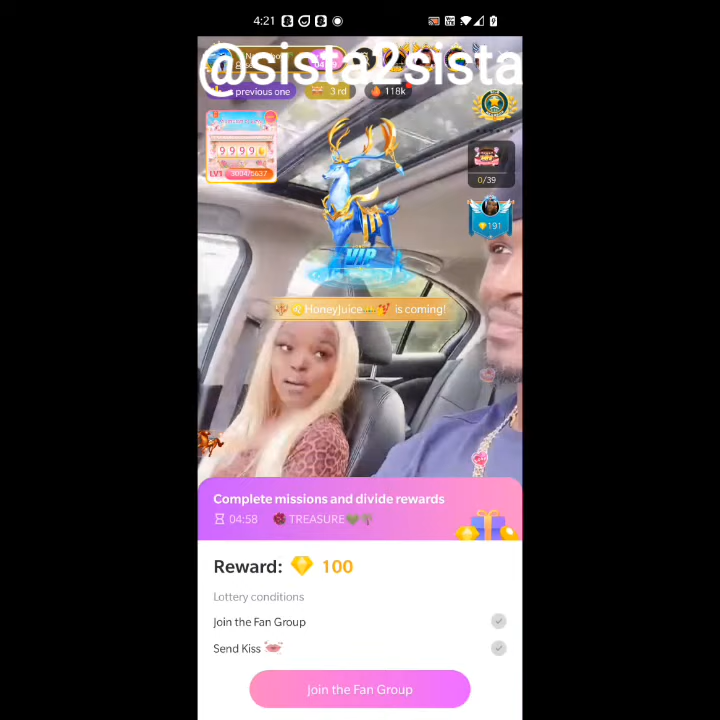 4:21
@sista2sista
previous one
3 rd
118k
9999
LV1 3004/5637
0/39
191
VIP
HoneyJuice is coming!
Complete missions and divide rewards
04:58 TREASURE
Reward: 100
Lottery conditions
Join the Fan Group
Send Kiss
Join the Fan Group